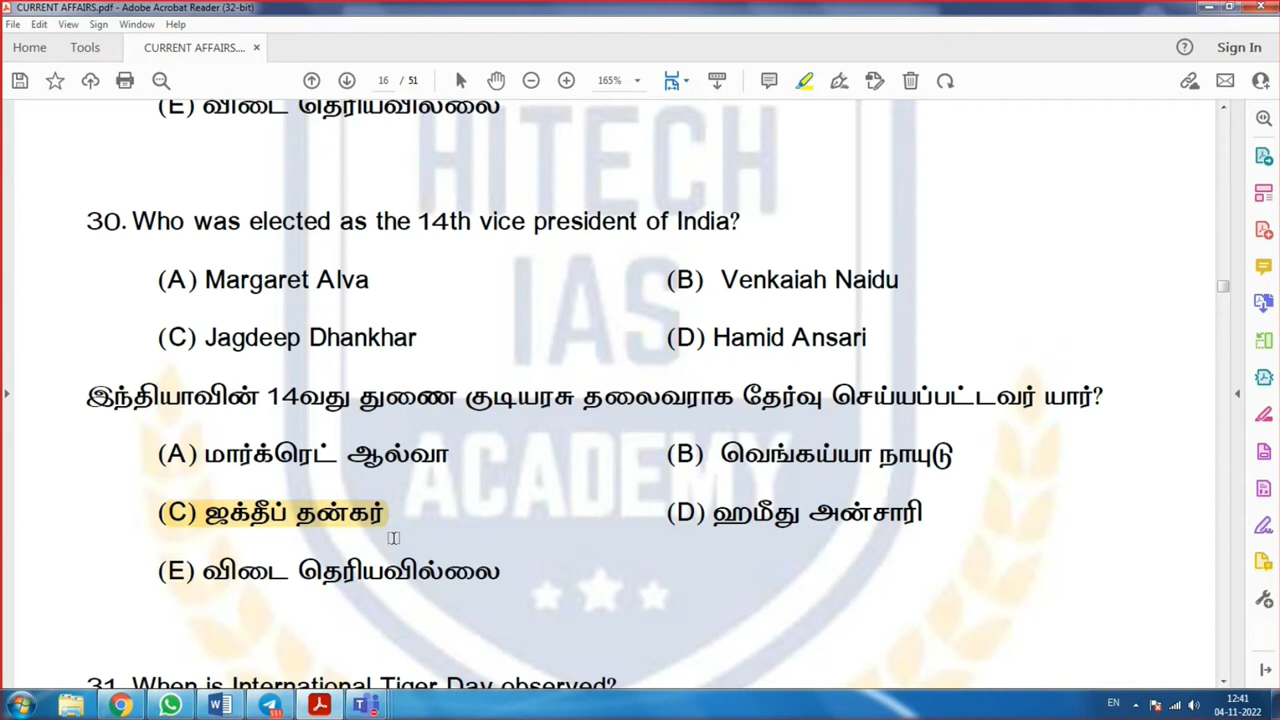 CURRENT AFFAIRS.pdf - Adobe Acrobat Reader (32-bit)
File Edit View Sign Window Help
Home Tools CURRENT AFFAIRS.... × Sign In
16 / 51 165%
(E) விடை தெரியவில்லை
HITECH
IAS
ACADEMY
30. Who was elected as the 14th vice president of India?
(A) Margaret Alva (B) Venkaiah Naidu
(C) Jagdeep Dhankhar (D) Hamid Ansari
இந்தியாவின் 14வது துணை குடியரசு தலைவராக தேர்வு செய்யப்பட்டவர் யார்?
(A) மார்க்ரெட் ஆல்வா (B) வெங்கய்யா நாயுடு
(C) ஜக்தீப் தன்கர் (D) ஹமீது அன்சாரி
(E) விடை தெரியவில்லை
31. When is International Tiger Day observed?
EN 12:41
04-11-2022